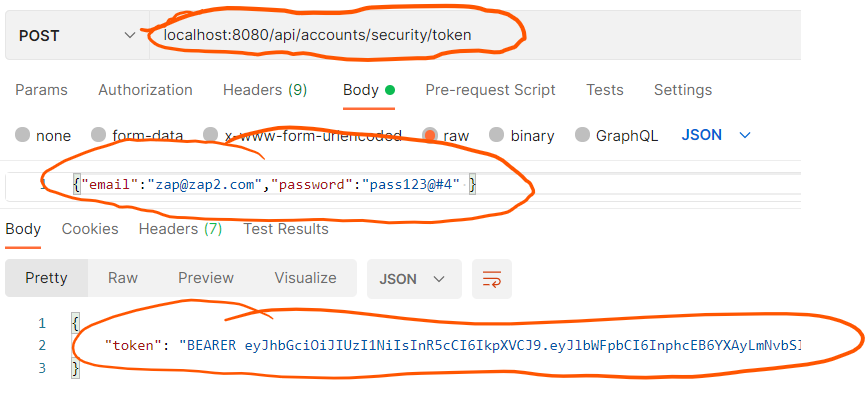 POST localhost:8080/api/accounts/security/token
Params Authorization Headers (9) Body Pre-request Script Tests Settings
none form-data x-www-form-urlencoded raw binary GraphQL JSON
1 {"email":"zap@zap2.com","password":"pass123@#4" }
Body Cookies Headers (7) Test Results
Pretty Raw Preview Visualize JSON
1 {
2 "token": "BEARER eyJhbGciOiJIUzI1NiIsInR5cCI6IkpXVCJ9.eyJlbWFpbCI6InphcEB6YXAyLmNvbSI
3 }